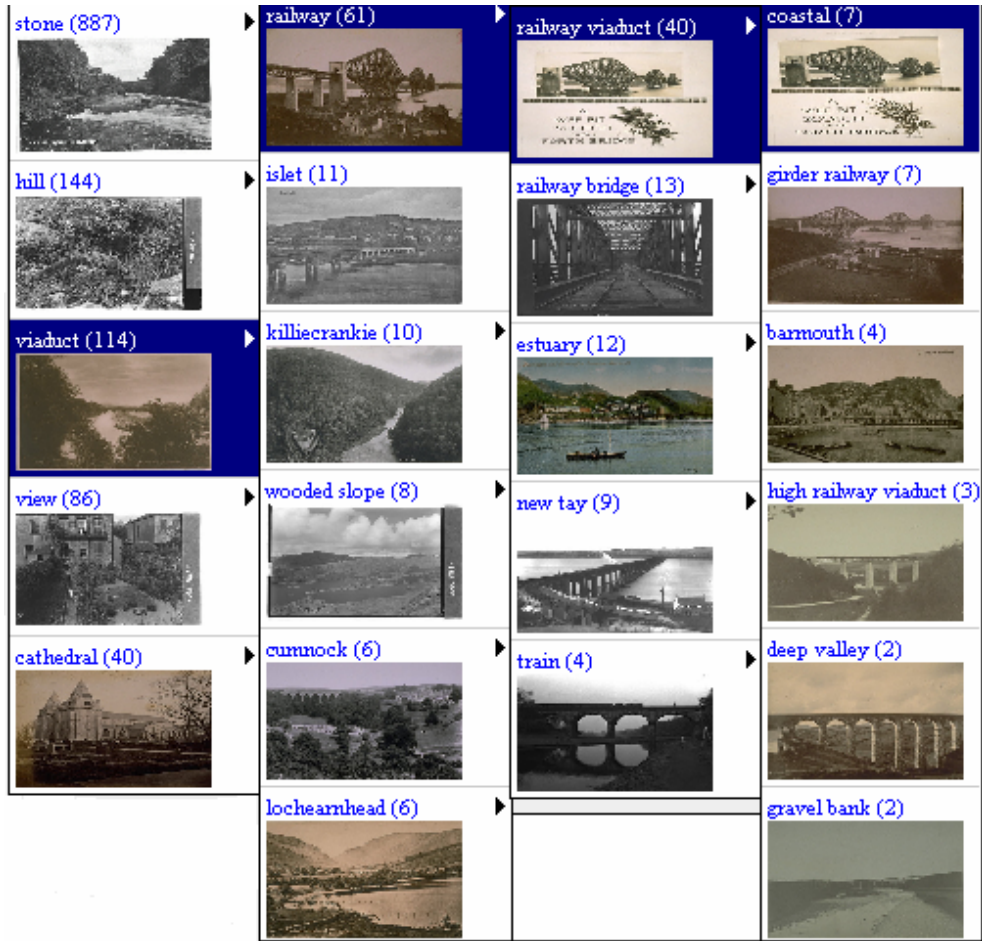 stone (887)
hill (144)
viaduct (114)
view (86)
cathedral (40)
railway (61)
islet (11)
killiecrankie (10)
wooded slope (8)
cumnock (6)
lochearnhead (6)
railway viaduct (40)
railway bridge (13)
estuary (12)
new tay (9)
train (4)
coastal (7)
girder railway (7)
barmouth (4)
high railway viaduct (3)
deep valley (2)
gravel bank (2)